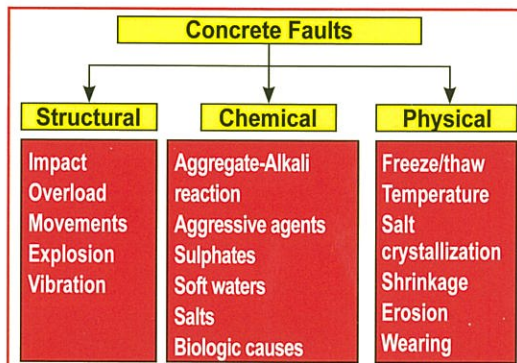 Concrete Faults
Structural
Impact
Overload
Movements
Explosion
Vibration
Chemical
Aggregate-Alkali
reaction
Aggressive agents
Sulphates
Soft waters
Salts
Biologic causes
Physical
Freeze/thaw
Temperature
Salt
crystallization
Shrinkage
Erosion
Wearing